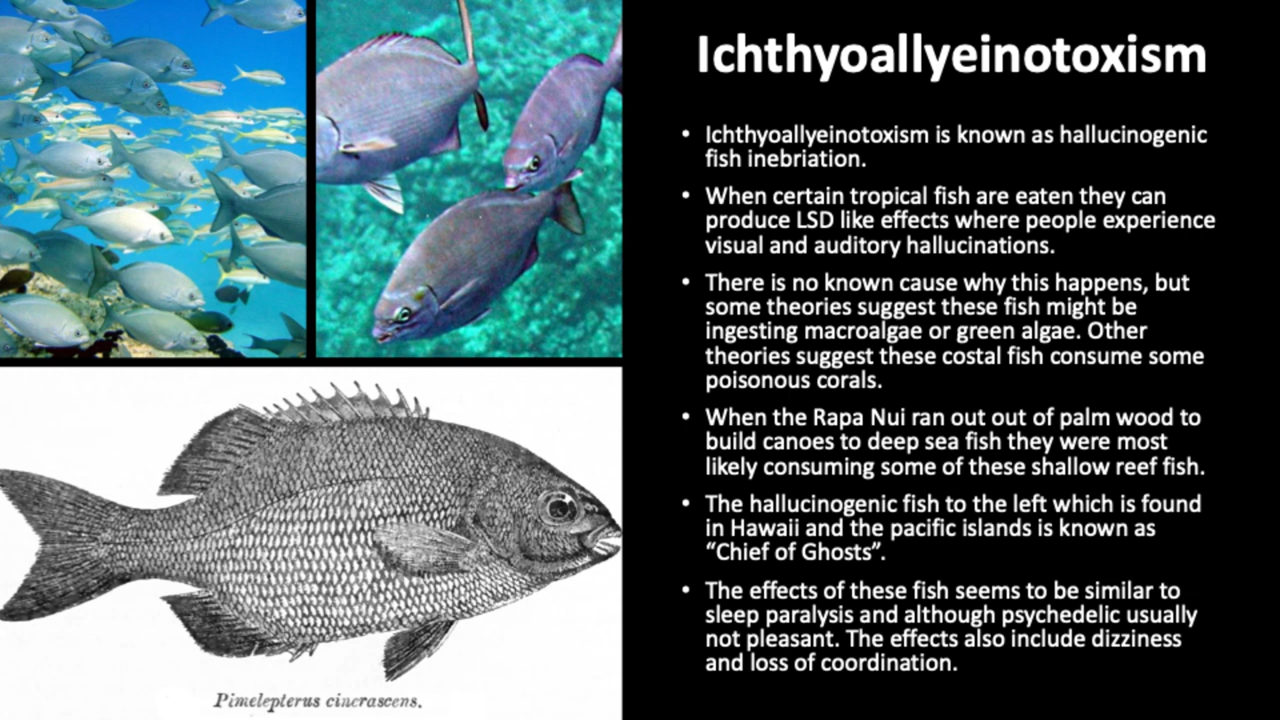 Ichthyoallyeinotoxism
• Ichthyoallyeinotoxism is known as hallucinogenic
fish inebriation.
• When certain tropical fish are eaten they can
produce LSD like effects where people experience
visual and auditory hallucinations.
• There is no known cause why this happens, but
some theories suggest these fish might be
ingesting macroalgae or green algae. Other
theories suggest these costal fish consume some
poisonous corals.
• When the Rapa Nui ran out out of palm wood to
build canoes to deep sea fish they were most
likely consuming some of these shallow reef fish.
• The hallucinogenic fish to the left which is found
in Hawaii and the pacific islands is known as
“Chief of Ghosts”.
• The effects of these fish seems to be similar to
sleep paralysis and although psychedelic usually
not pleasant. The effects also include dizziness
and loss of coordination.
Pimelepterus cincrascens.